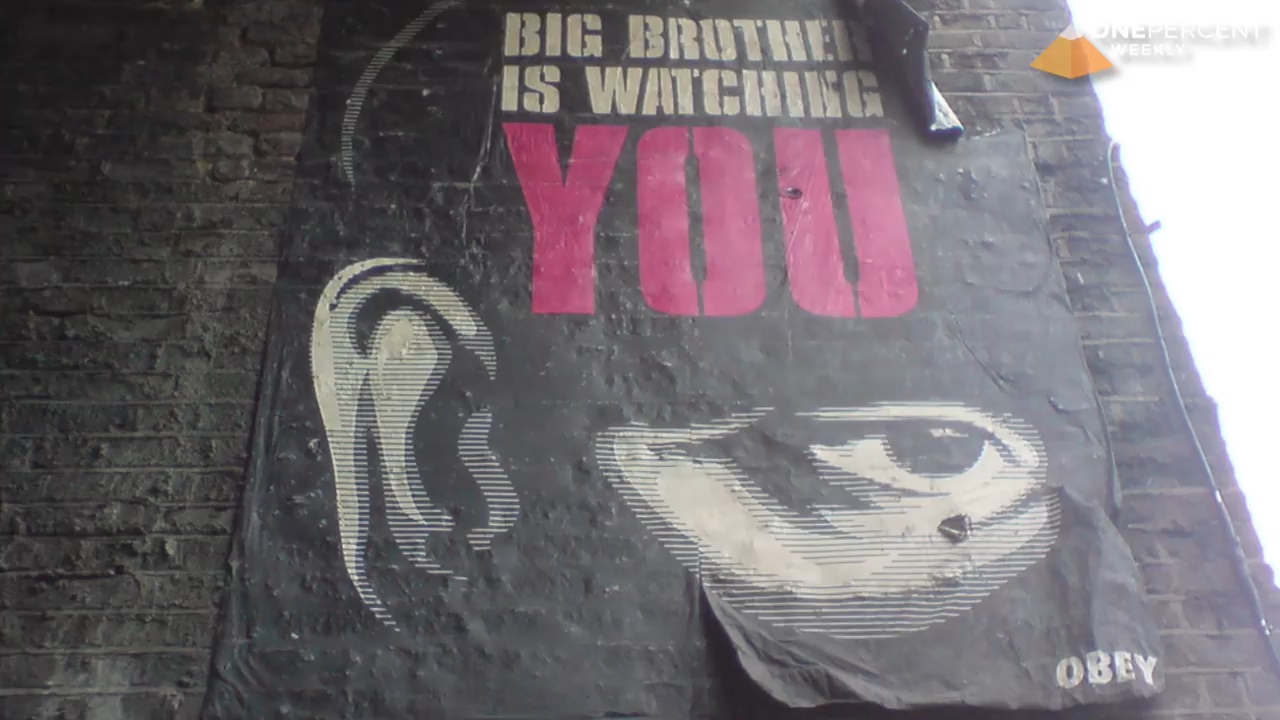 BIG BROTHER
IS WATCHING
YOU
OBEY
ONEPERCENT
WEEKLY